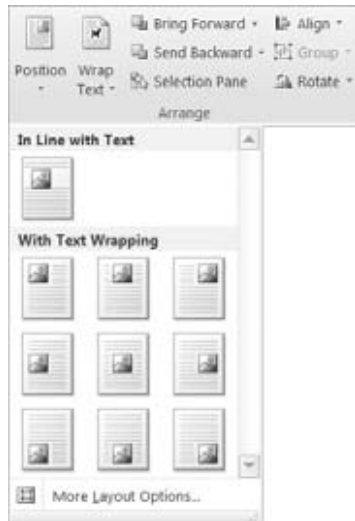 Position
Wrap Text
Bring Forward
Send Backward
Selection Pane
Align
Group
Rotate
Arrange
In Line with Text
With Text Wrapping
More Layout Options...